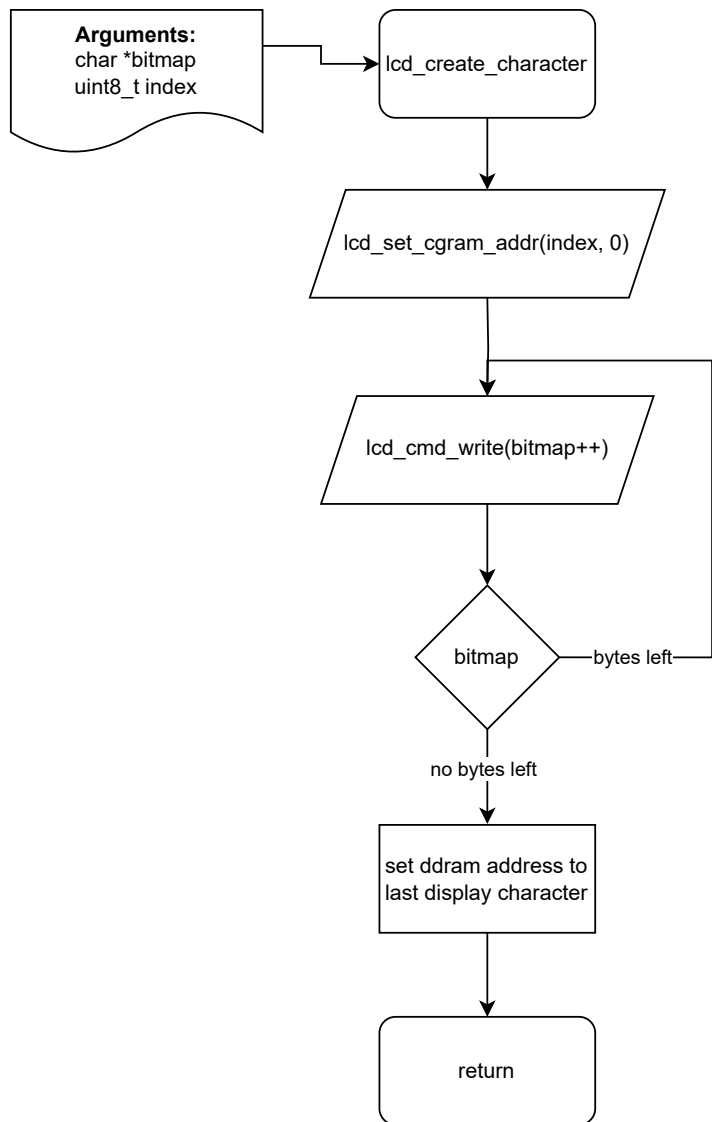 Arguments:
char *bitmap
uint8_t index
lcd_create_character
lcd_set_cgram_addr(index, 0)
lcd_cmd_write(bitmap++)
bitmap
bytes left
no bytes left
set ddram address to
last display character
return